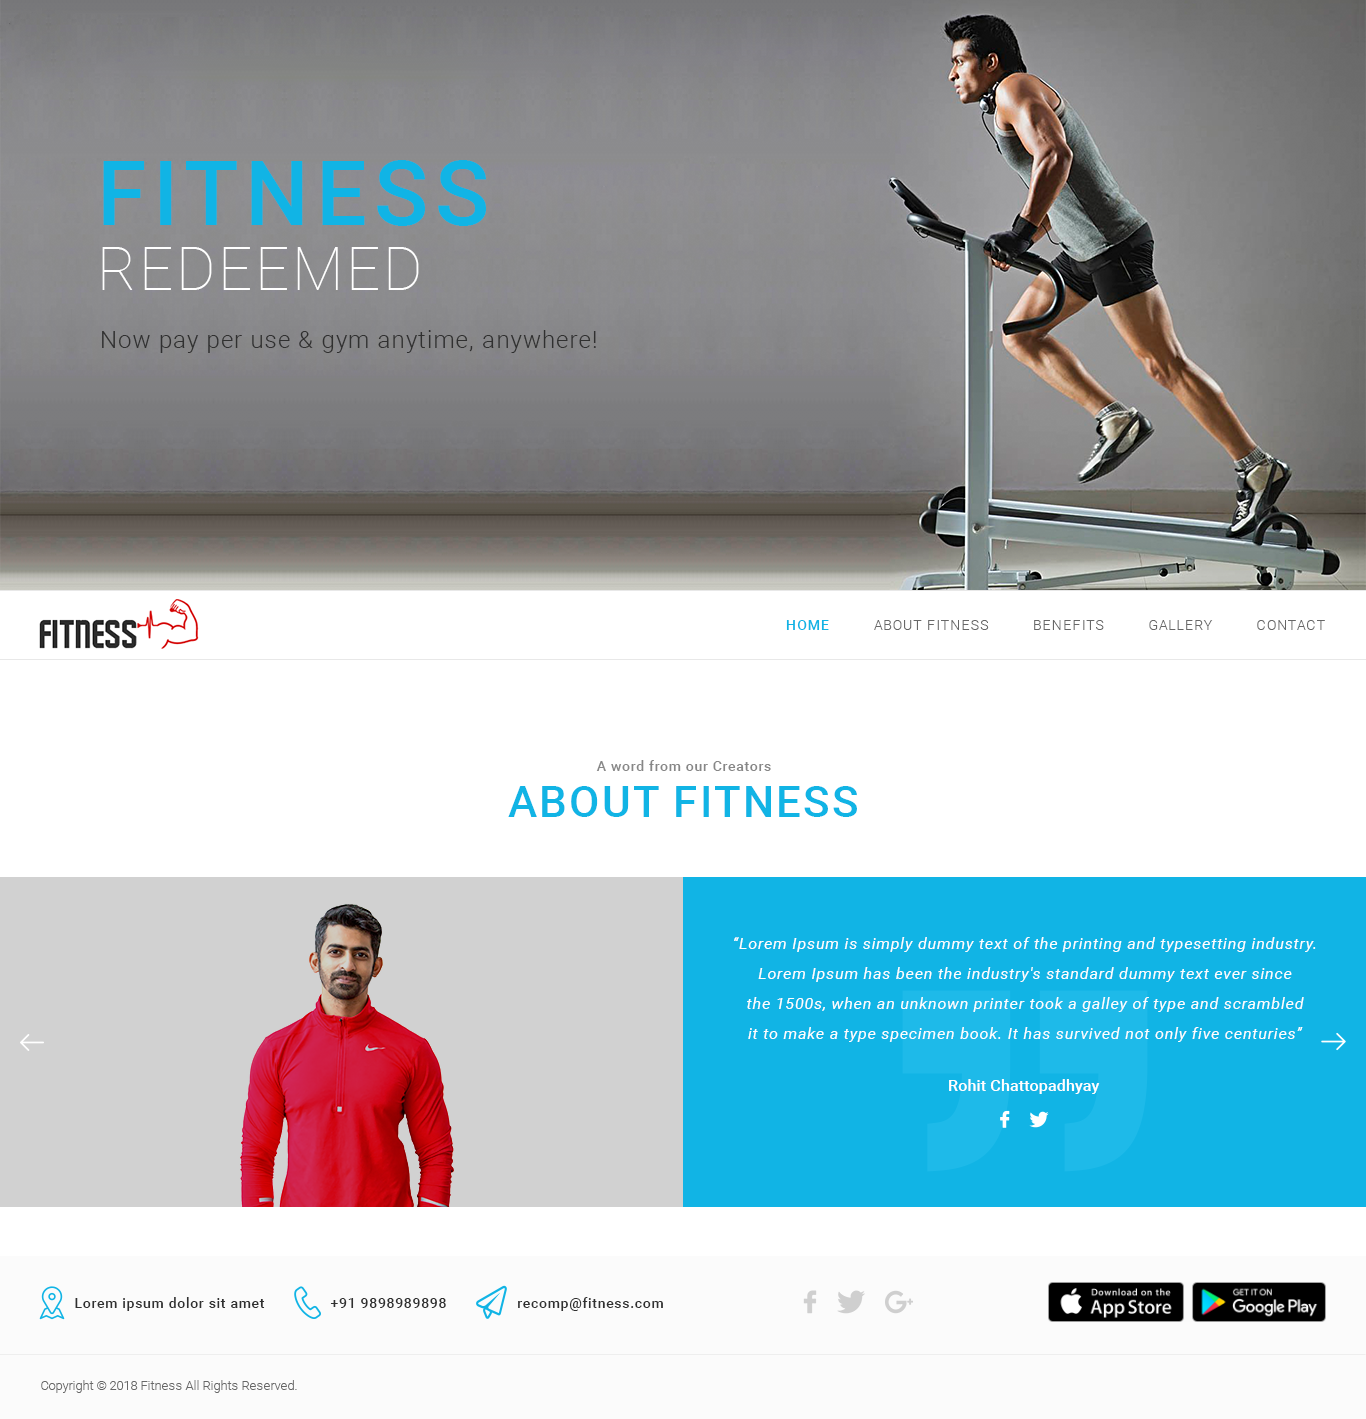 FITNESS
REDEEMED
Now pay per use & gym anytime, anywhere!
FITNESS
HOME ABOUT FITNESS BENEFITS GALLERY CONTACT
A word from our Creators
ABOUT FITNESS
“Lorem Ipsum is simply dummy text of the printing and typesetting industry.
Lorem Ipsum has been the industry's standard dummy text ever since
the 1500s, when an unknown printer took a galley of type and scrambled
it to make a type specimen book. It has survived not only five centuries”
Rohit Chattopadhyay
Lorem ipsum dolor sit amet +91 9898989898 recomp@fitness.com
Download on the
App Store
GET IT ON
Google Play
Copyright © 2018 Fitness All Rights Reserved.